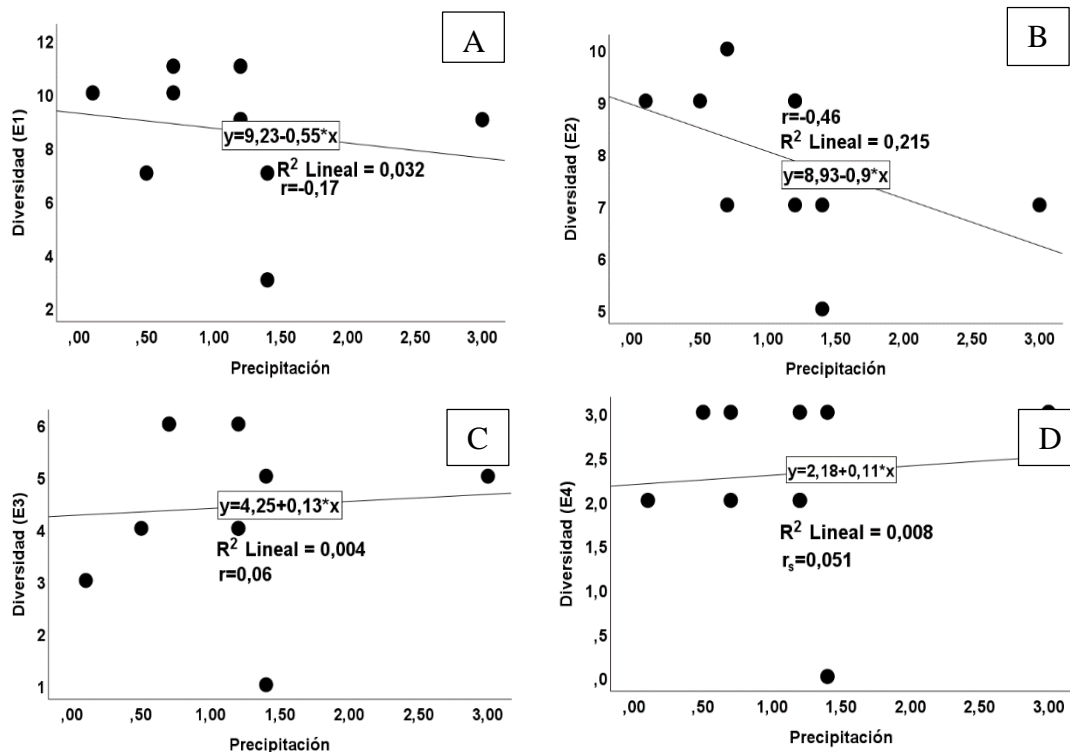 A
12
10
8
6
4
2
Diversidad (E1)
y=9,23-0,55*x
R² Lineal = 0,032
r=-0,17
,00 ,50 1,00 1,50 2,00 2,50 3,00
Precipitación
B
10
9
8
7
6
5
Diversidad (E2)
r=-0,46
R² Lineal = 0,215
y=8,93-0,9*x
,00 ,50 1,00 1,50 2,00 2,50 3,00
Precipitación
C
6
5
4
3
2
1
Diversidad (E3)
y=4,25+0,13*x
R² Lineal = 0,004
r=0,06
,00 ,50 1,00 1,50 2,00 2,50 3,00
Precipitación
D
3,0
2,5
2,0
1,5
1,0
,5
,0
Diversidad (E4)
y=2,18+0,11*x
R² Lineal = 0,008
rₛ=0,051
,00 ,50 1,00 1,50 2,00 2,50 3,00
Precipitación